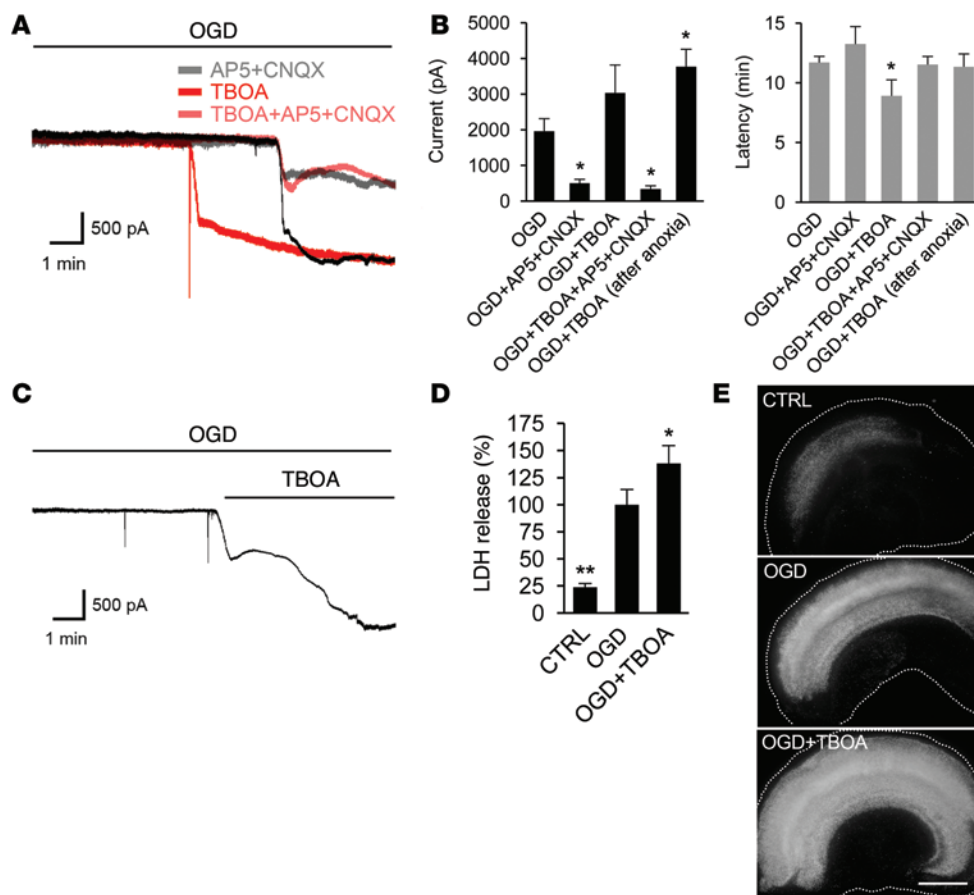 A
OGD
AP5+CNQX
TBOA
TBOA+AP5+CNQX
500 pA
1 min
B
Current (pA)
5000
4000
3000
2000
1000
0
*
*
*
OGD
OGD+AP5+CNQX
OGD+TBOA
OGD+TBOA+AP5+CNQX
OGD+TBOA (after anoxia)
Latency (min)
15
10
5
0
*
OGD
OGD+AP5+CNQX
OGD+TBOA
OGD+TBOA+AP5+CNQX
OGD+TBOA (after anoxia)
C
OGD
TBOA
500 pA
1 min
D
LDH release (%)
175
150
125
100
75
50
25
0
**
*
CTRL
OGD
OGD+TBOA
E
CTRL
OGD
OGD+TBOA